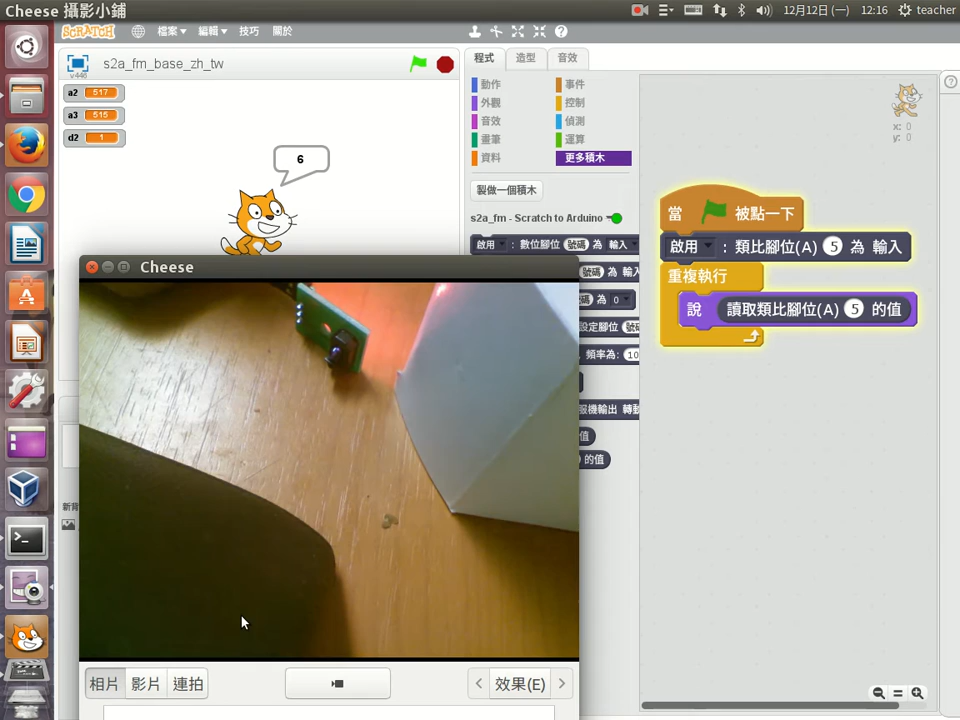 Cheese 攝影小鋪
12月12日 (一) 12:16 teacher
SCRATCH 檔案 編輯 技巧 關於
s2a_fm_base_zh_tw
v446
a2 517
a3 515
d2 1
6
程式 造型 音效
動作 事件
外觀 控制
音效 偵測
畫筆 運算
資料 更多積木
製做一個積木
s2a_fm - Scratch to Arduino
啟用 : 數位腳位 號碼 為 輸入
號碼 為 輸入
號碼 為 0
設定腳位
頻率為: 10
服機輸出 轉動
值
的值
x: 0
y: 0
當 被點一下
啟用 : 類比腳位(A) 5 為 輸入
重複執行
說 讀取類比腳位(A) 5 的值
新背
Cheese
相片 影片 連拍
效果(E)